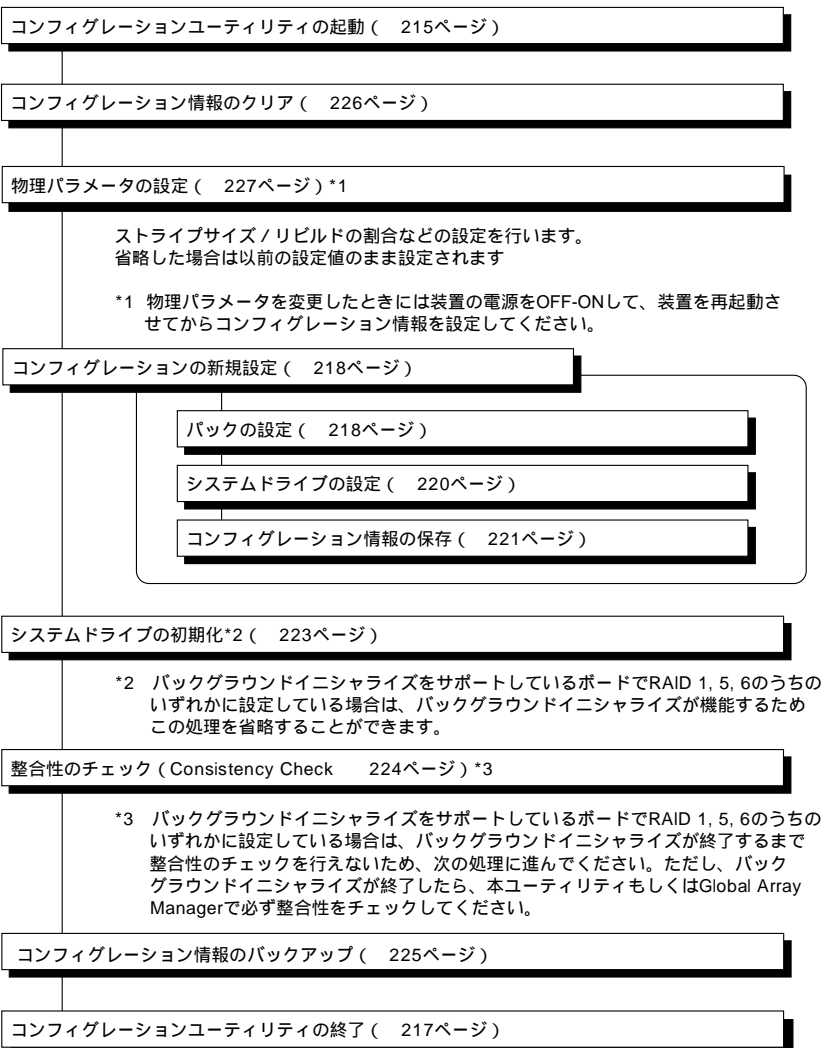 コンフィグレーションユーティリティの起動（　215ページ）
コンフィグレーション情報のクリア（　226ページ）
物理パラメータの設定（　227ページ）*1
ストライプサイズ / リビルドの割合などの設定を行います。
省略した場合は以前の設定値のまま設定されます
*1 物理パラメータを変更したときには装置の電源をOFF-ONして、装置を再起動さ
せてからコンフィグレーション情報を設定してください。
コンフィグレーションの新規設定（　218ページ）
パックの設定（　218ページ）
システムドライブの設定（　220ページ）
コンフィグレーション情報の保存（　221ページ）
システムドライブの初期化*2（　223ページ）
*2 バックグラウンドイニシャライズをサポートしているボードでRAID 1, 5, 6のうちの
いずれかに設定している場合は、バックグラウンドイニシャライズが機能するため
この処理を省略することができます。
整合性のチェック（Consistency Check　224ページ）*3
*3 バックグラウンドイニシャライズをサポートしているボードでRAID 1, 5, 6のうちの
いずれかに設定している場合は、バックグラウンドイニシャライズが終了するまで
整合性のチェックを行えないため、次の処理に進んでください。ただし、バック
グラウンドイニシャライズが終了したら、本ユーティリティもしくはGlobal Array
Managerで必ず整合性をチェックしてください。
コンフィグレーション情報のバックアップ（　225ページ）
コンフィグレーションユーティリティの終了（　217ページ）